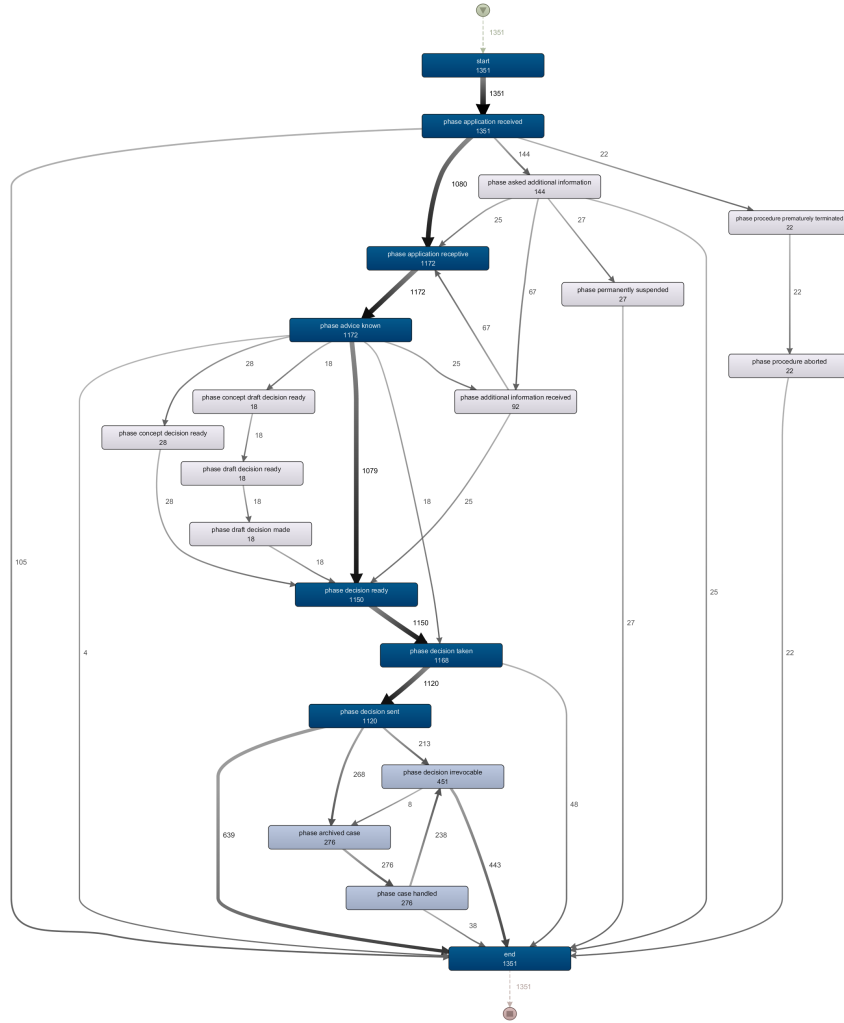 1351
start
1351
1351
phase application received
1351
144
22
1080
phase asked additional information
144
25
27
phase procedure prematurely terminated
22
phase application receptive
1172
1172
67
22
phase permanently suspended
27
phase advice known
1172
67
28
18
25
phase procedure aborted
22
phase concept draft decision ready
18
phase additional information received
92
phase concept decision ready
28
18
phase draft decision ready
18
1079
28
18
18
25
phase draft decision made
18
105
18
phase decision ready
1150
25
1150
27
4
22
phase decision taken
1168
1120
phase decision sent
1120
213
268
phase decision irrevocable
451
8
48
639
phase archived case
276
276
238
443
phase case handled
276
38
end
1351
1351